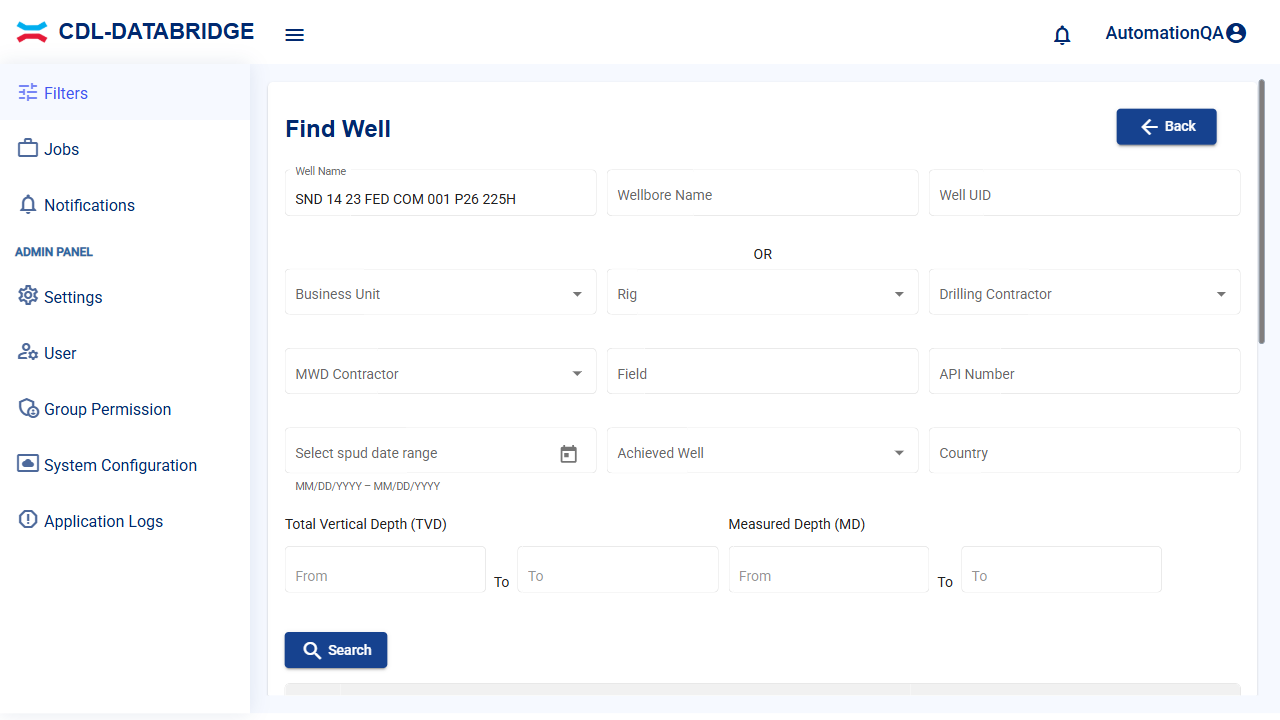 CDL-DATABRIDGE
AutomationQA
Filters
Jobs
Notifications
ADMIN PANEL
Settings
User
Group Permission
System Configuration
Application Logs
Find Well
Back
Well Name
SND 14 23 FED COM 001 P26 225H
Wellbore Name
Well UID
OR
Business Unit
Rig
Drilling Contractor
MWD Contractor
Field
API Number
Select spud date range
Achieved Well
Country
MM/DD/YYYY – MM/DD/YYYY
Total Vertical Depth (TVD)
Measured Depth (MD)
From
To
To
From
To
To
Search